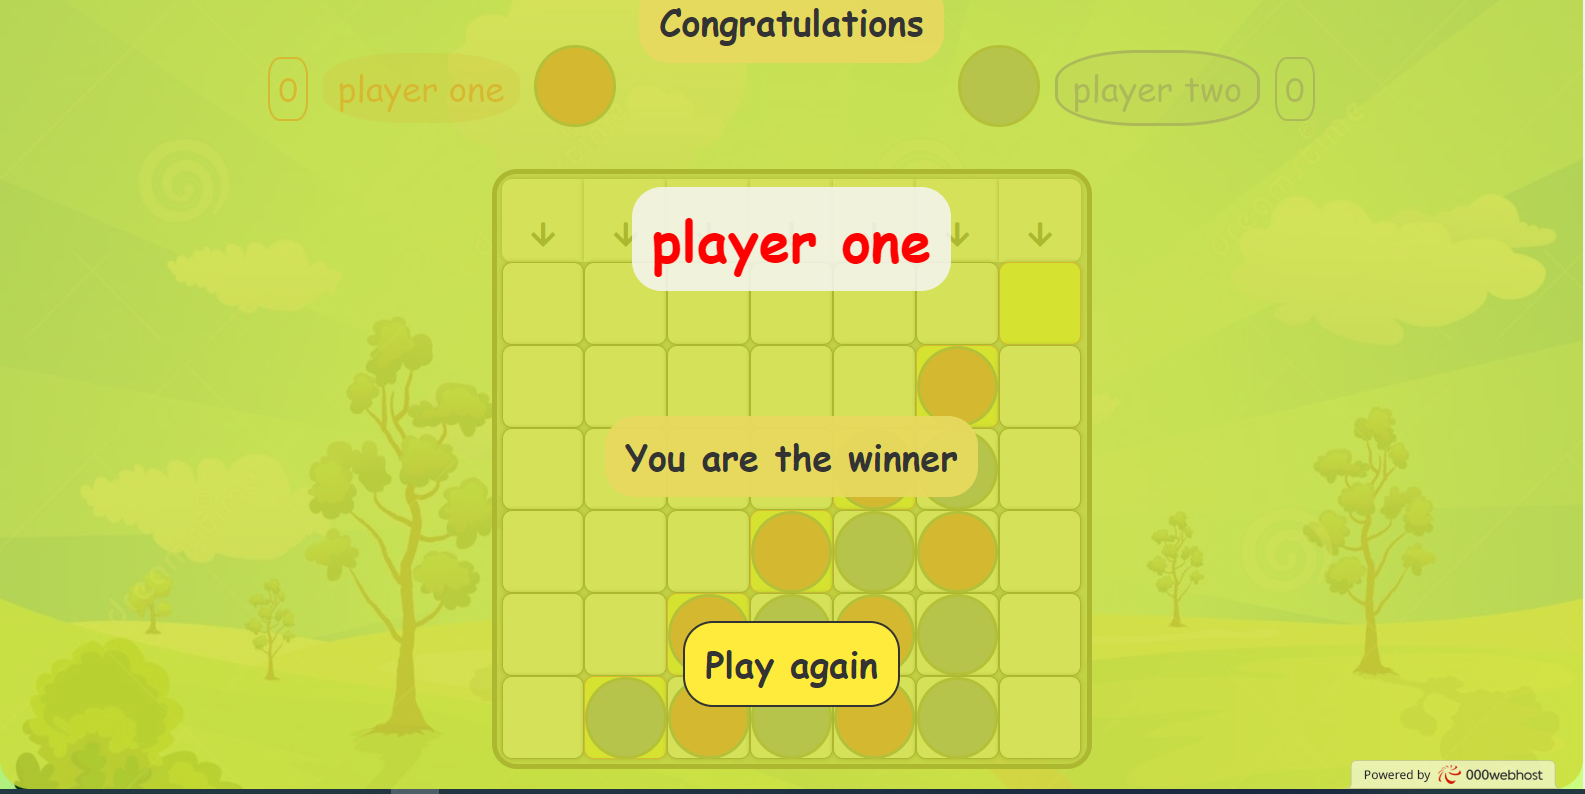 Congratulations
0 player one
player two 0
player one
You are the winner
Play again
Powered by 000webhost